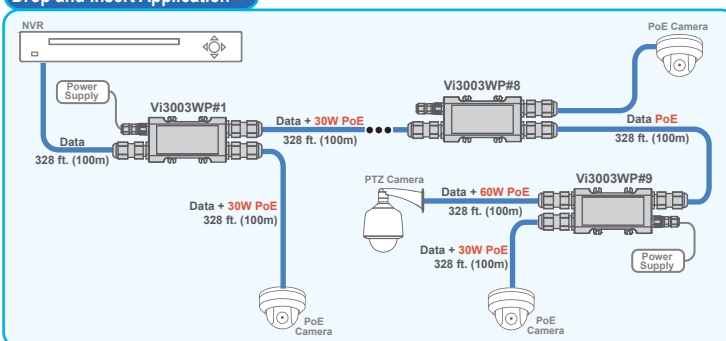 Drop and Insert Application
NVR
PoE Camera
Power
Supply
Vi3003WP#1
Vi3003WP#8
Data + 30W PoE
328 ft. (100m)
Data PoE
328 ft. (100m)
Data
328 ft. (100m)
PTZ Camera
Vi3003WP#9
Data + 60W PoE
328 ft. (100m)
Data + 30W PoE
328 ft. (100m)
Data + 30W PoE
328 ft. (100m)
Power
Supply
PoE
Camera
PoE
Camera